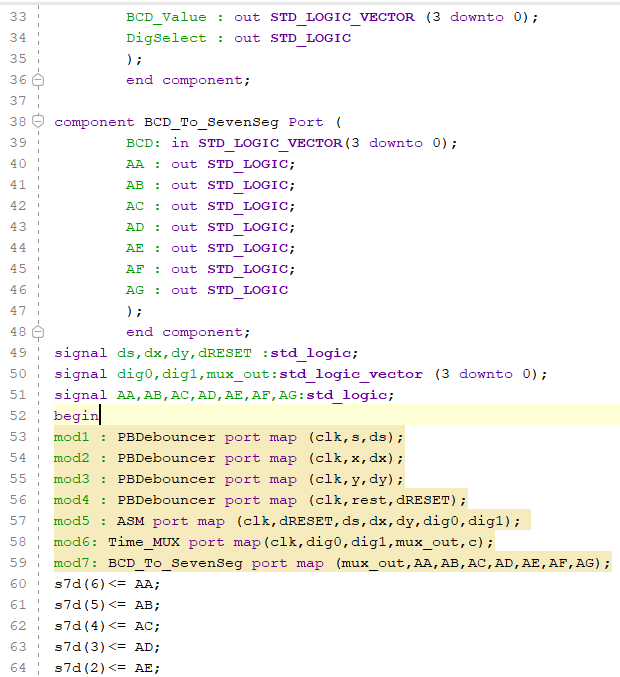 33 BCD_Value : out STD_LOGIC_VECTOR (3 downto 0);
34 DigSelect : out STD_LOGIC
35 );
36 end component;
37
38 component BCD_To_SevenSeg Port (
39 BCD: in STD_LOGIC_VECTOR(3 downto 0);
40 AA : out STD_LOGIC;
41 AB : out STD_LOGIC;
42 AC : out STD_LOGIC;
43 AD : out STD_LOGIC;
44 AE : out STD_LOGIC;
45 AF : out STD_LOGIC;
46 AG : out STD_LOGIC
47 );
48 end component;
49 signal ds,dx,dy,dRESET :std_logic;
50 signal dig0,dig1,mux_out:std_logic_vector (3 downto 0);
51 signal AA,AB,AC,AD,AE,AF,AG:std_logic;
52 begin
53 mod1 : PBDebouncer port map (clk,s,ds);
54 mod2 : PBDebouncer port map (clk,x,dx);
55 mod3 : PBDebouncer port map (clk,y,dy);
56 mod4 : PBDebouncer port map (clk,rest,dRESET);
57 mod5 : ASM port map (clk,dRESET,ds,dx,dy,dig0,dig1);
58 mod6: Time_MUX port map(clk,dig0,dig1,mux_out,c);
59 mod7: BCD_To_SevenSeg port map (mux_out,AA,AB,AC,AD,AE,AF,AG);
60 s7d(6)<= AA;
61 s7d(5)<= AB;
62 s7d(4)<= AC;
63 s7d(3)<= AD;
64 s7d(2)<= AE;